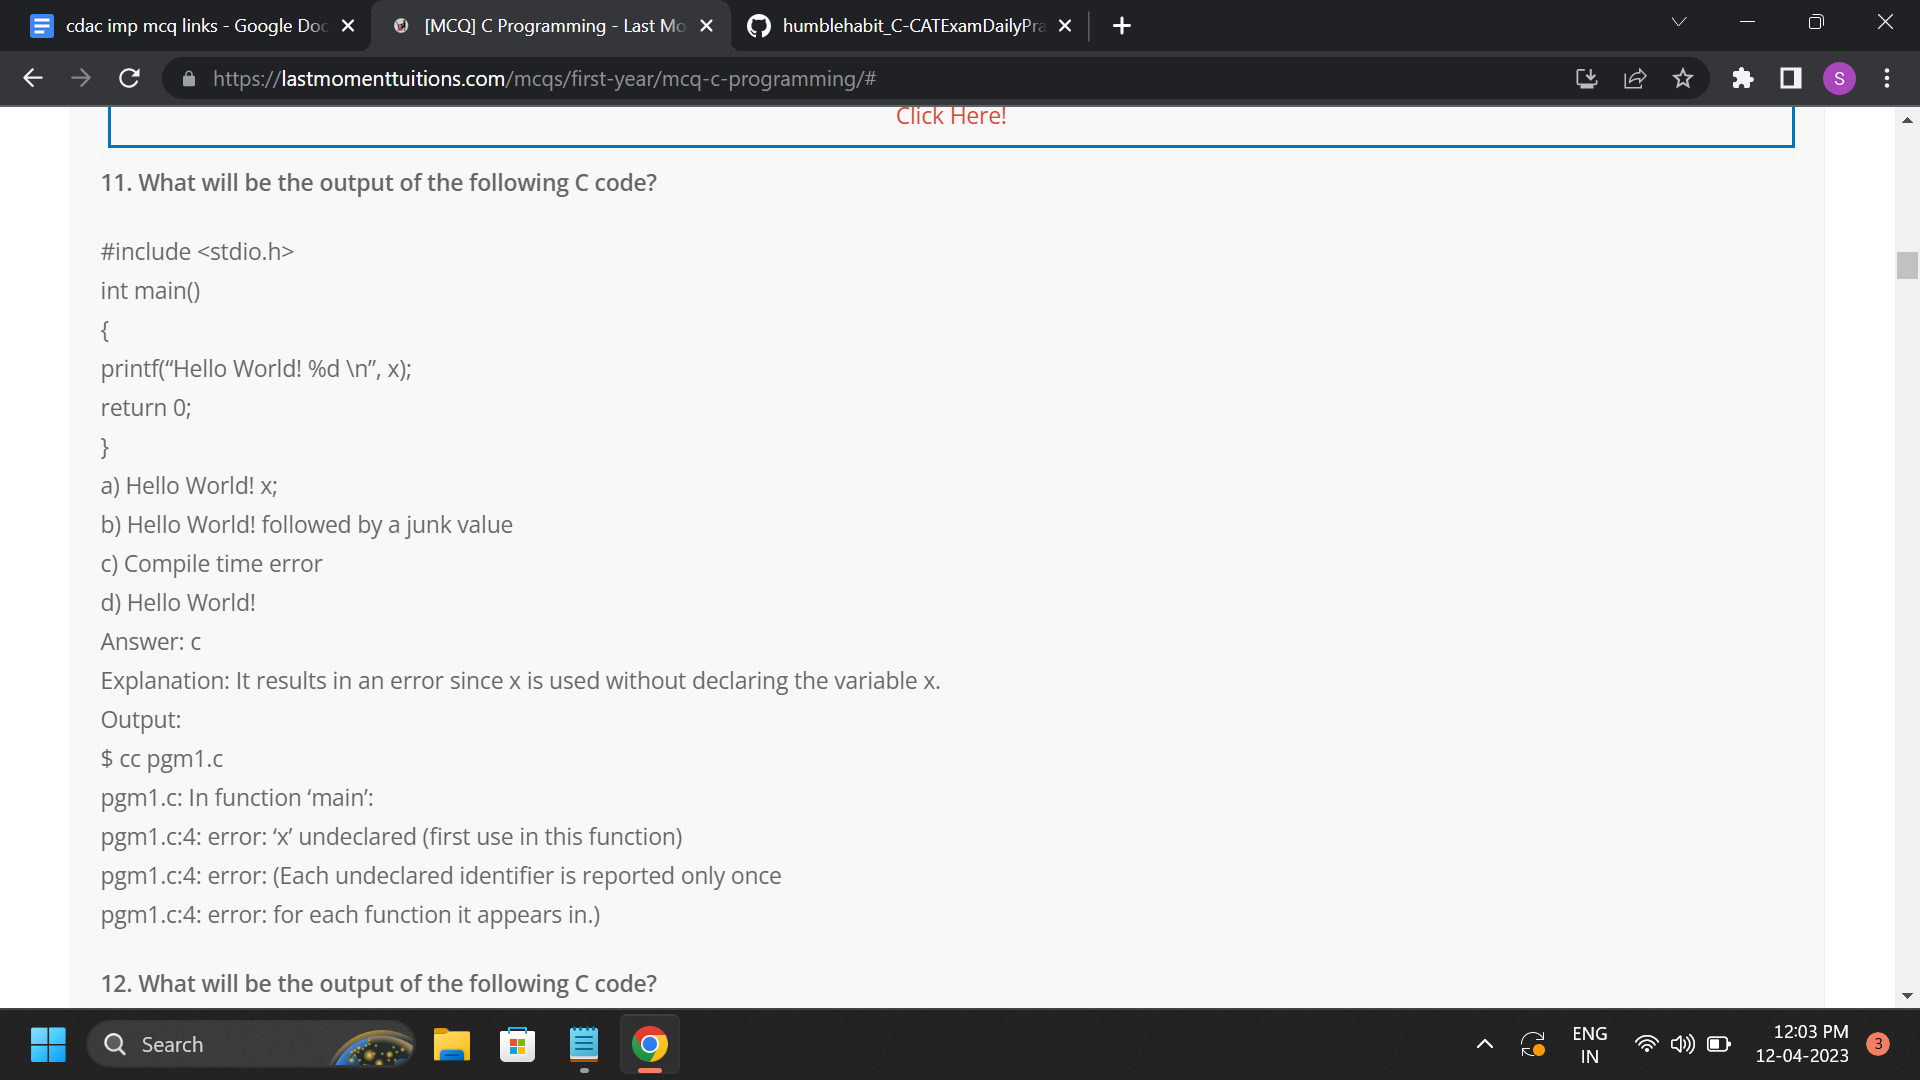 cdac imp mcq links - Google Doc
[MCQ] C Programming - Last Mo
humblehabit_C-CATExamDailyPra
https://lastmomenttuitions.com/mcqs/first-year/mcq-c-programming/#
S
Click Here!
11. What will be the output of the following C code?
#include <stdio.h>
int main()
{
printf(“Hello World! %d \n”, x);
return 0;
}
a) Hello World! x;
b) Hello World! followed by a junk value
c) Compile time error
d) Hello World!
Answer: c
Explanation: It results in an error since x is used without declaring the variable x.
Output:
$ cc pgm1.c
pgm1.c: In function ‘main’:
pgm1.c:4: error: ‘x’ undeclared (first use in this function)
pgm1.c:4: error: (Each undeclared identifier is reported only once
pgm1.c:4: error: for each function it appears in.)
12. What will be the output of the following C code?
Search
ENG
IN
12:03 PM
12-04-2023
3